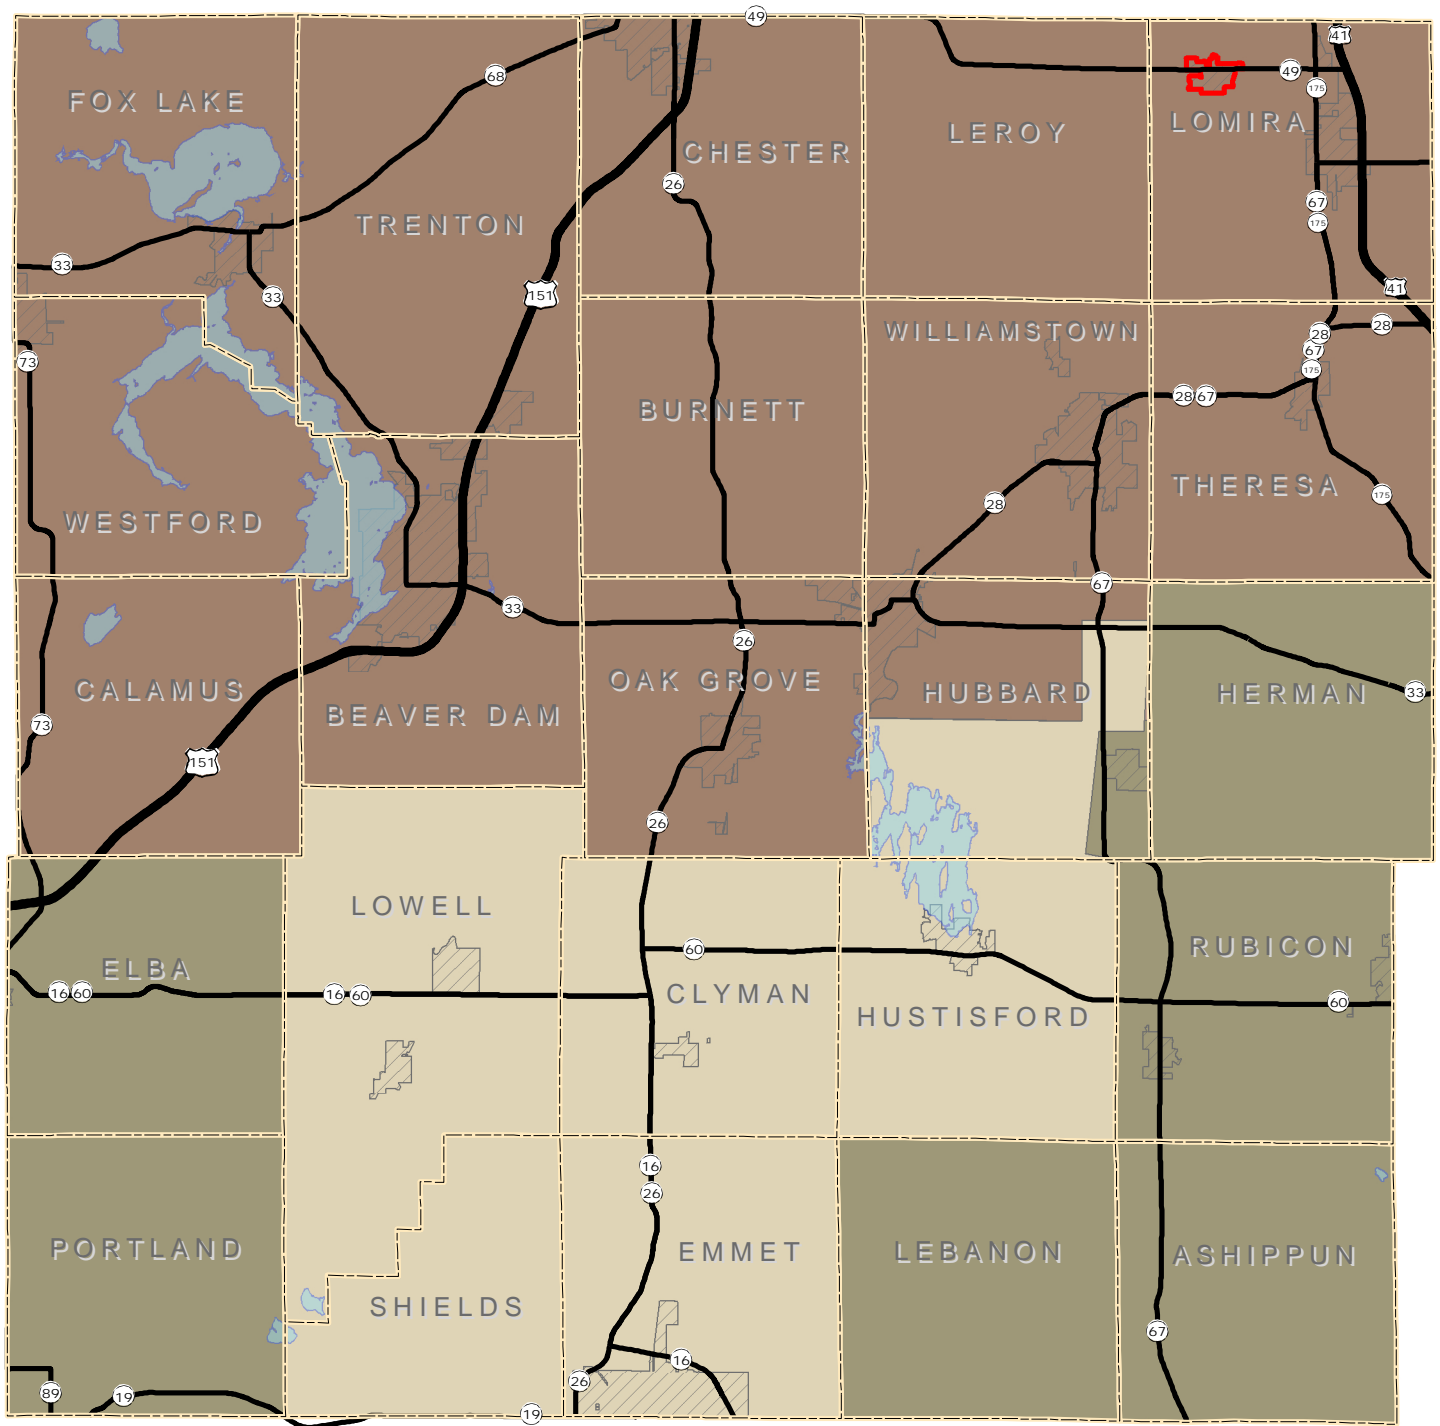 49
41
68
49
175
FOX LAKE
LOMIRA
LEROY
CHESTER
26
67
175
TRENTON
33
33
151
41
WILLIAMSTOWN
28
28
67
175
73
28 67
BURNETT
THERESA
175
28
WESTFORD
67
33
26
OAK GROVE
CALAMUS
HUBBARD
HERMAN
33
BEAVER DAM
73
151
26
LOWELL
RUBICON
60
ELBA
16 60
16 60
CLYMAN
60
HUSTISFORD
16
26
PORTLAND
EMMET
LEBANON
ASHIPPUN
SHIELDS
67
16
26
89
19
19